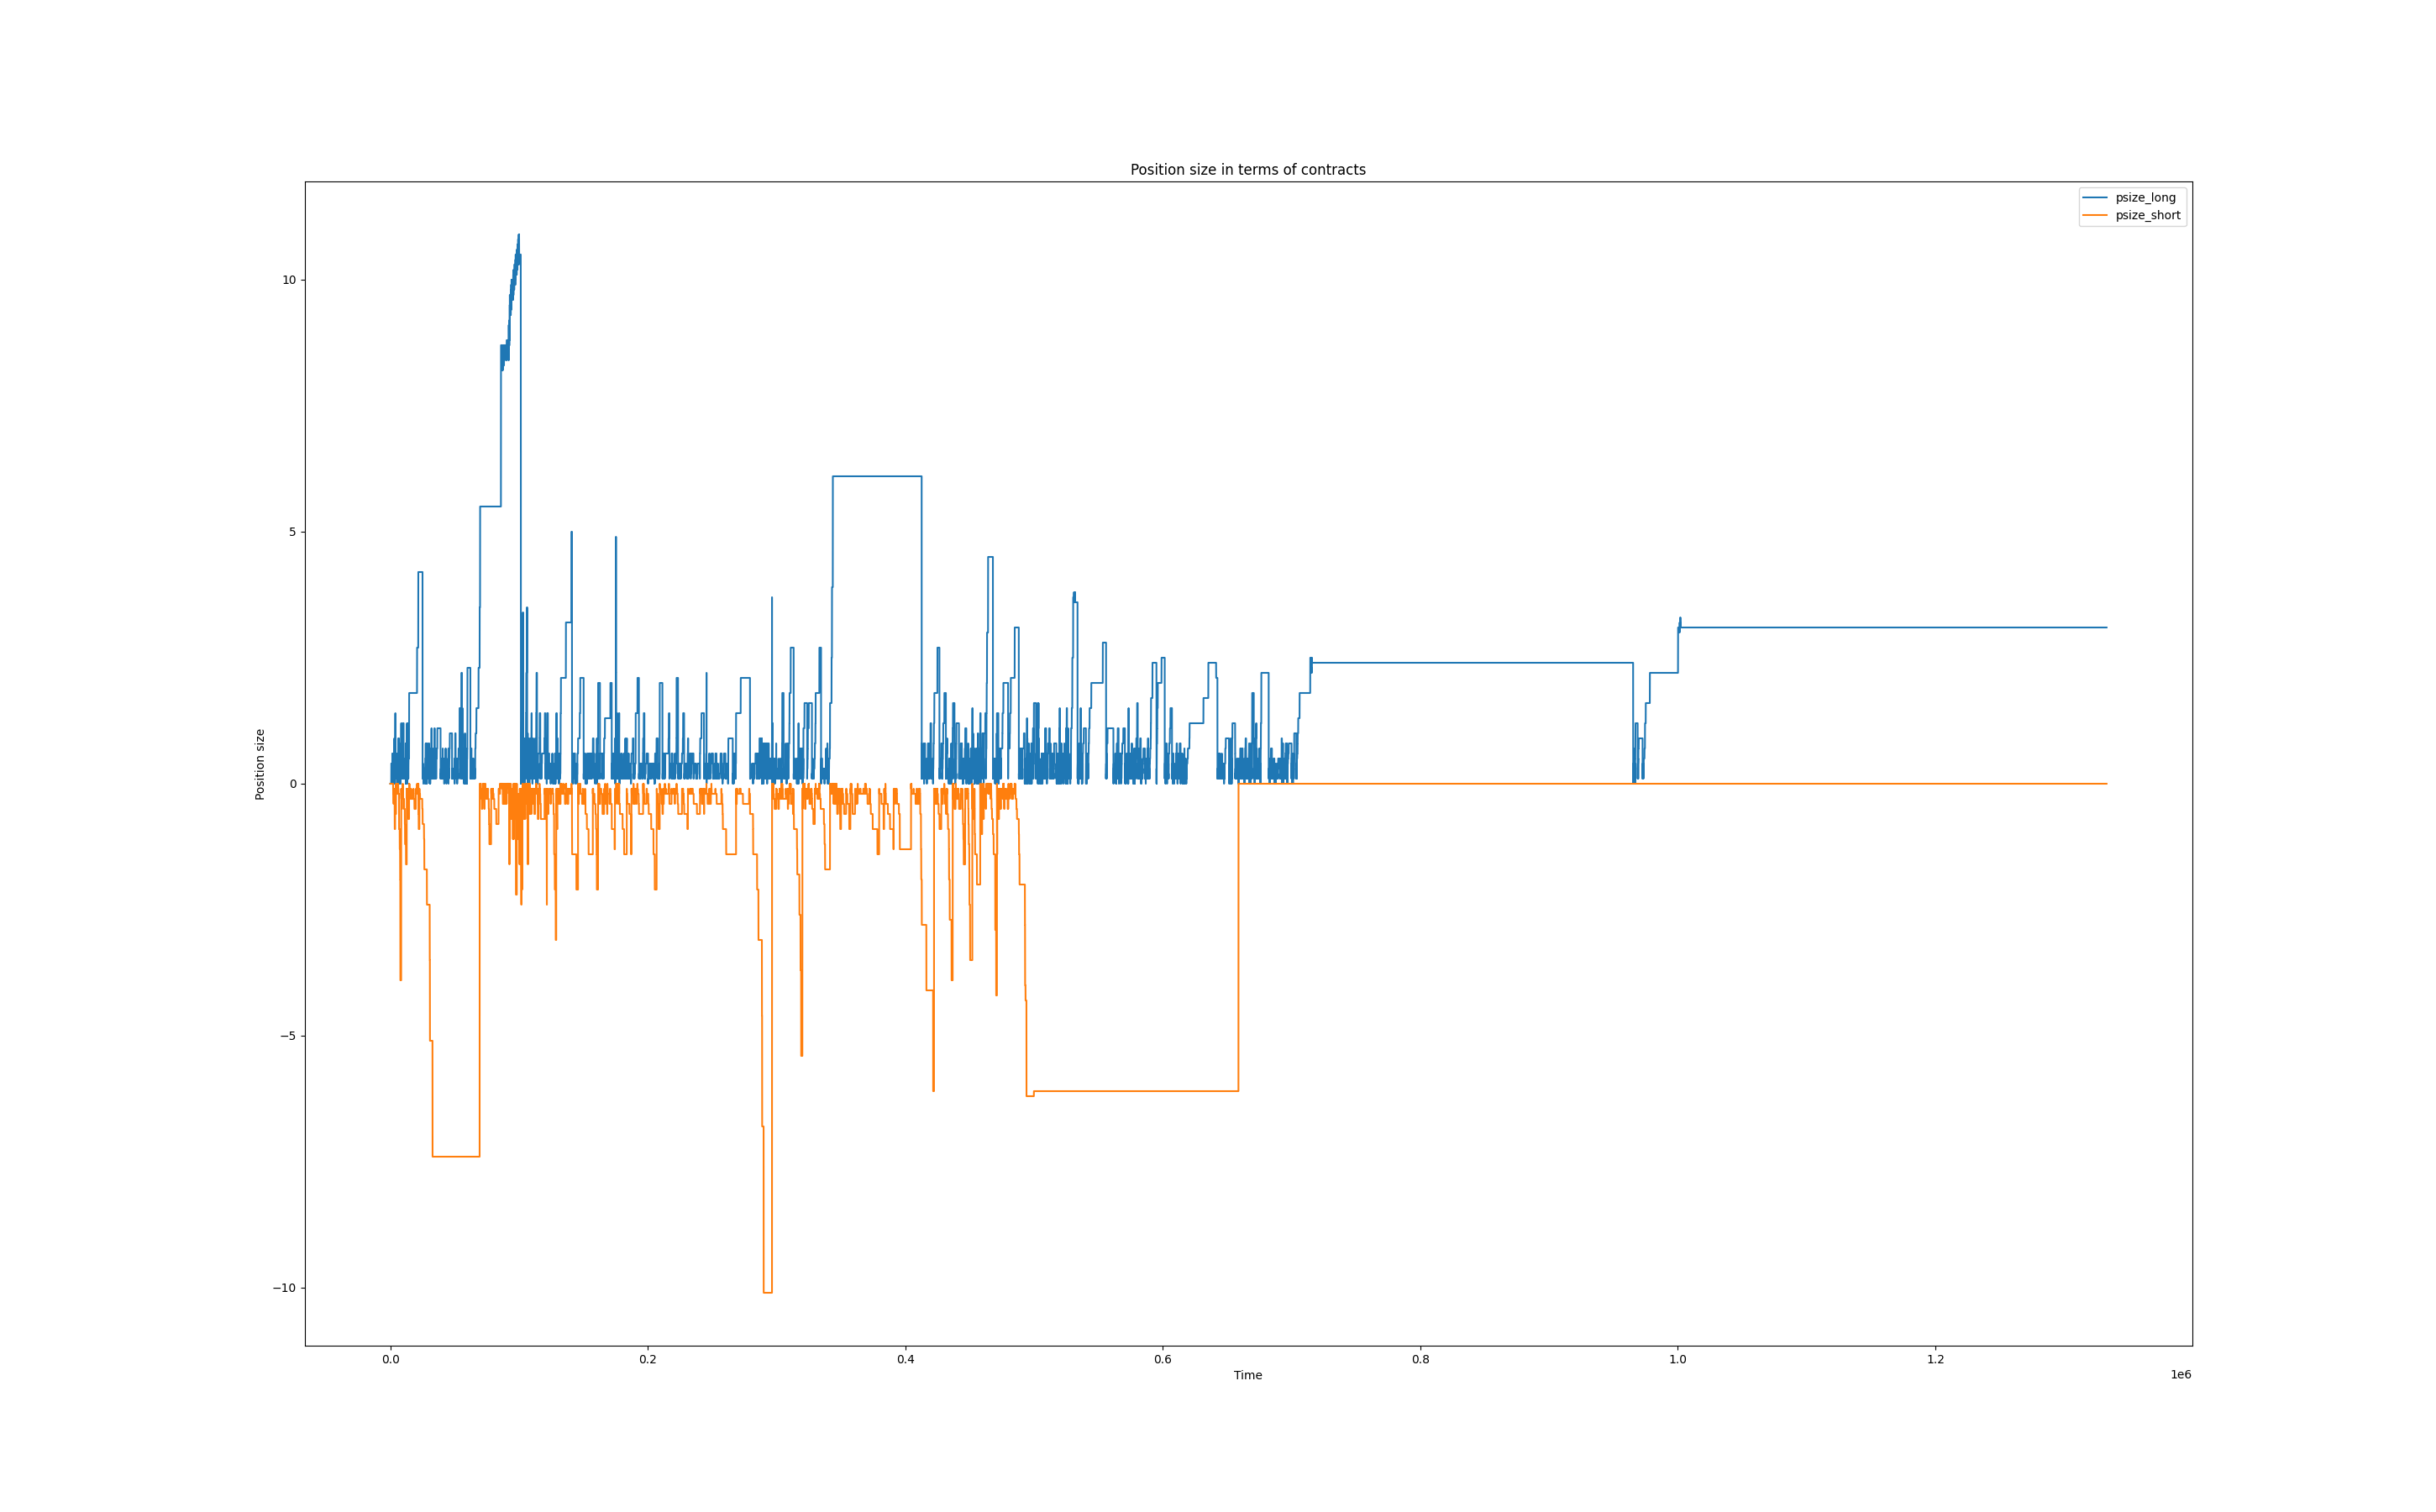 Position size in terms of contracts
psize_long
psize_short
Position size
10
5
0
−5
−10
0.0
0.2
0.4
0.6
0.8
1.0
1.2
1e6
Time